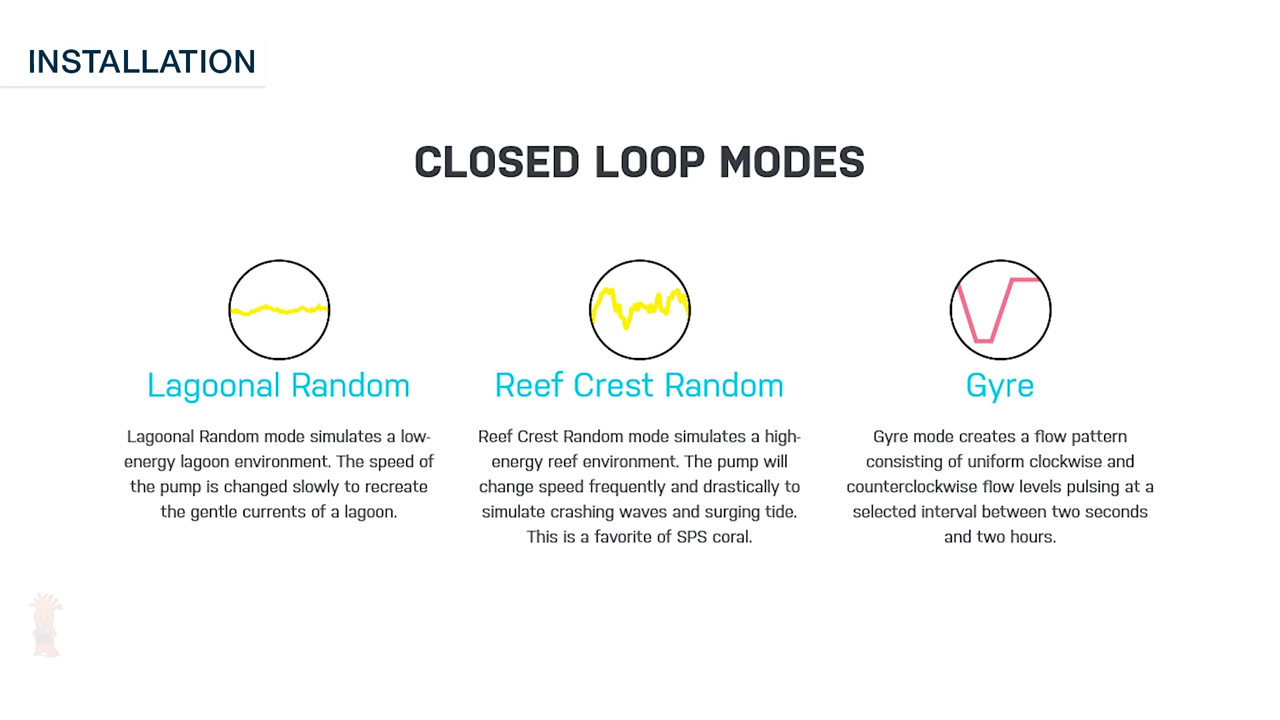 INSTALLATION
CLOSED LOOP MODES
Lagoonal Random
Lagoonal Random mode simulates a low-
energy lagoon environment. The speed of
the pump is changed slowly to recreate
the gentle currents of a lagoon.
Reef Crest Random
Reef Crest Random mode simulates a high-
energy reef environment. The pump will
change speed frequently and drastically to
simulate crashing waves and surging tide.
This is a favorite of SPS coral.
Gyre
Gyre mode creates a flow pattern
consisting of uniform clockwise and
counterclockwise flow levels pulsing at a
selected interval between two seconds
and two hours.